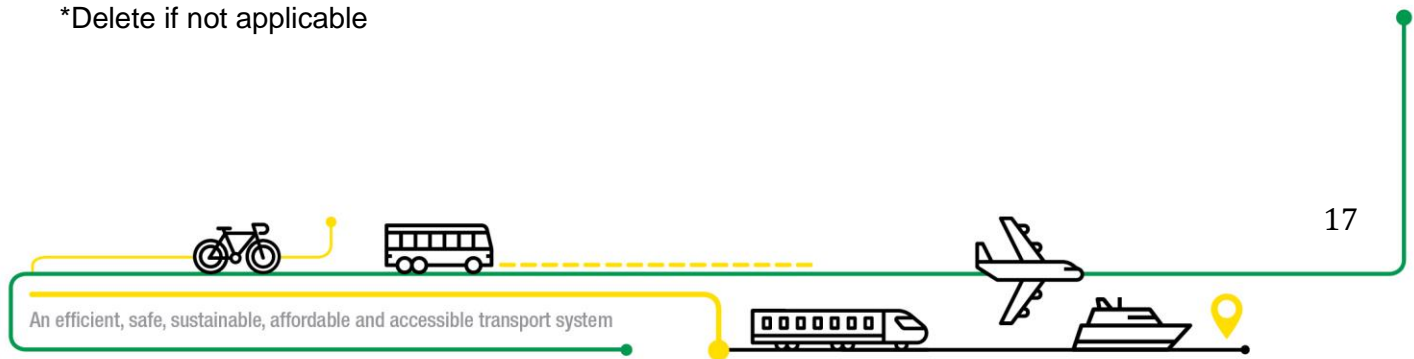 *Delete if not applicable
17
An efficient, safe, sustainable, affordable and accessible transport system